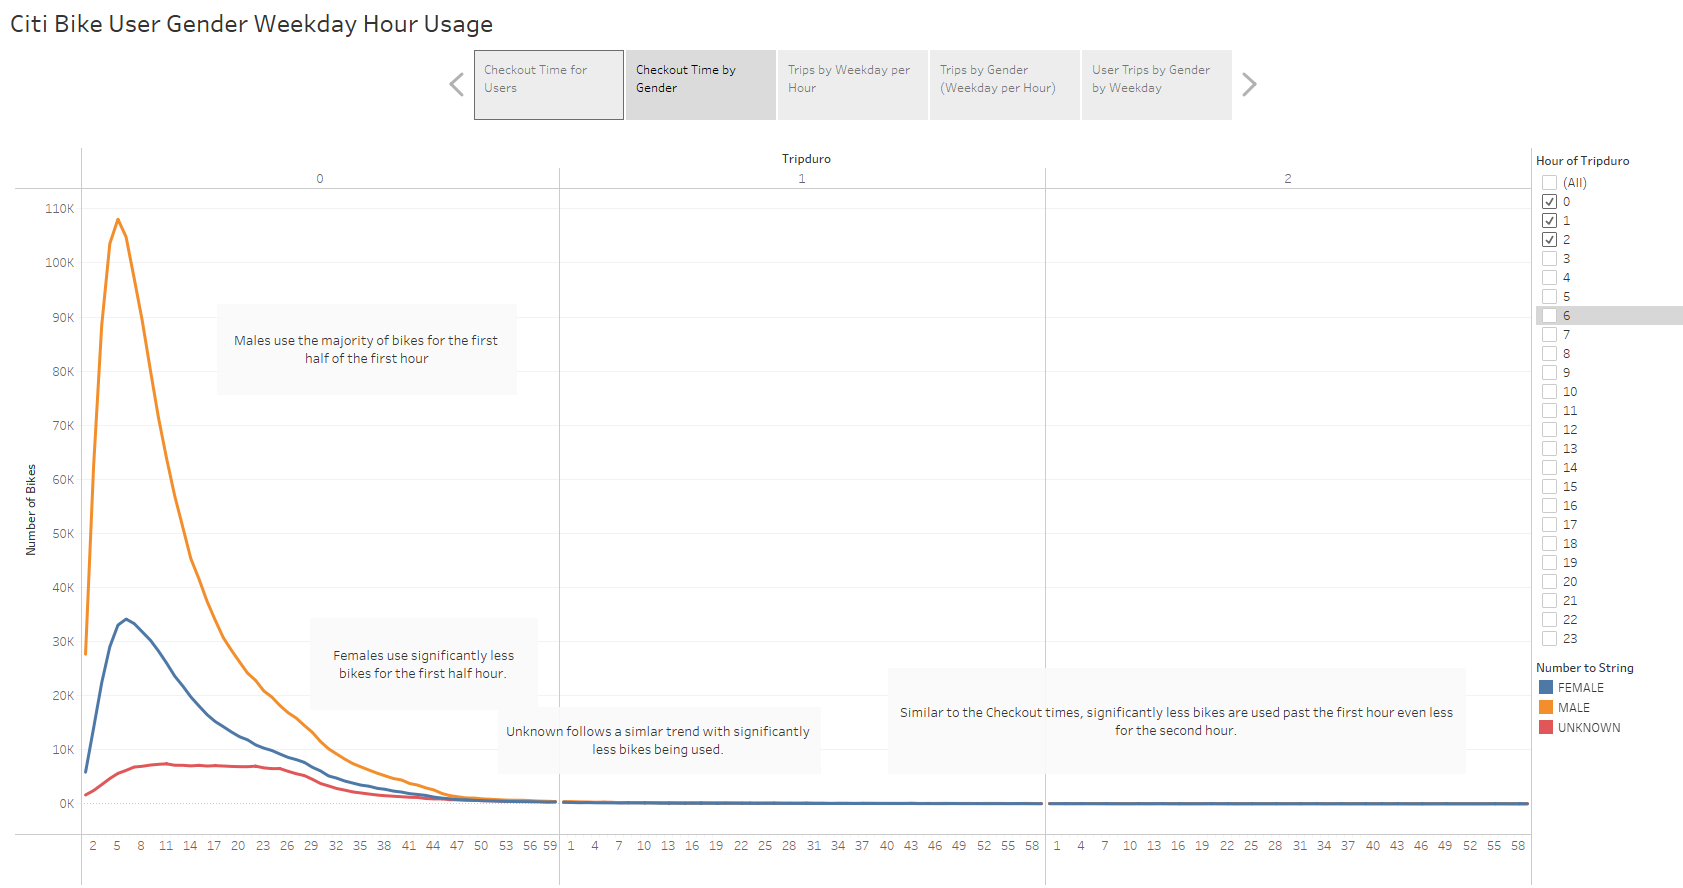 Citi Bike User Gender Weekday Hour Usage
Checkout Time for
Users
Checkout Time by
Gender
Trips by Weekday per
Hour
Trips by Gender
(Weekday per Hour)
User Trips by Gender
by Weekday
Tripduro
0 1 2
110K
100K
90K
80K
70K
60K
50K
40K
30K
20K
10K
0K
Number of Bikes
Males use the majority of bikes for the first
half of the first hour
Females use significantly less
bikes for the first half hour.
Unknown follows a simlar trend with significantly
less bikes being used.
Similar to the Checkout times, significantly less bikes are used past the first hour even less
for the second hour.
2 5 8 11 14 17 20 23 26 29 32 35 38 41 44 47 50 53 56 59 1 4 7 10 13 16 19 22 25 28 31 34 37 40 43 46 49 52 55 58 1 4 7 10 13 16 19 22 25 28 31 34 37 40 43 46 49 52 55 58
Hour of Tripduro
(All)
0
1
2
3
4
5
6
7
8
9
10
11
12
13
14
15
16
17
18
19
20
21
22
23
Number to String
FEMALE
MALE
UNKNOWN